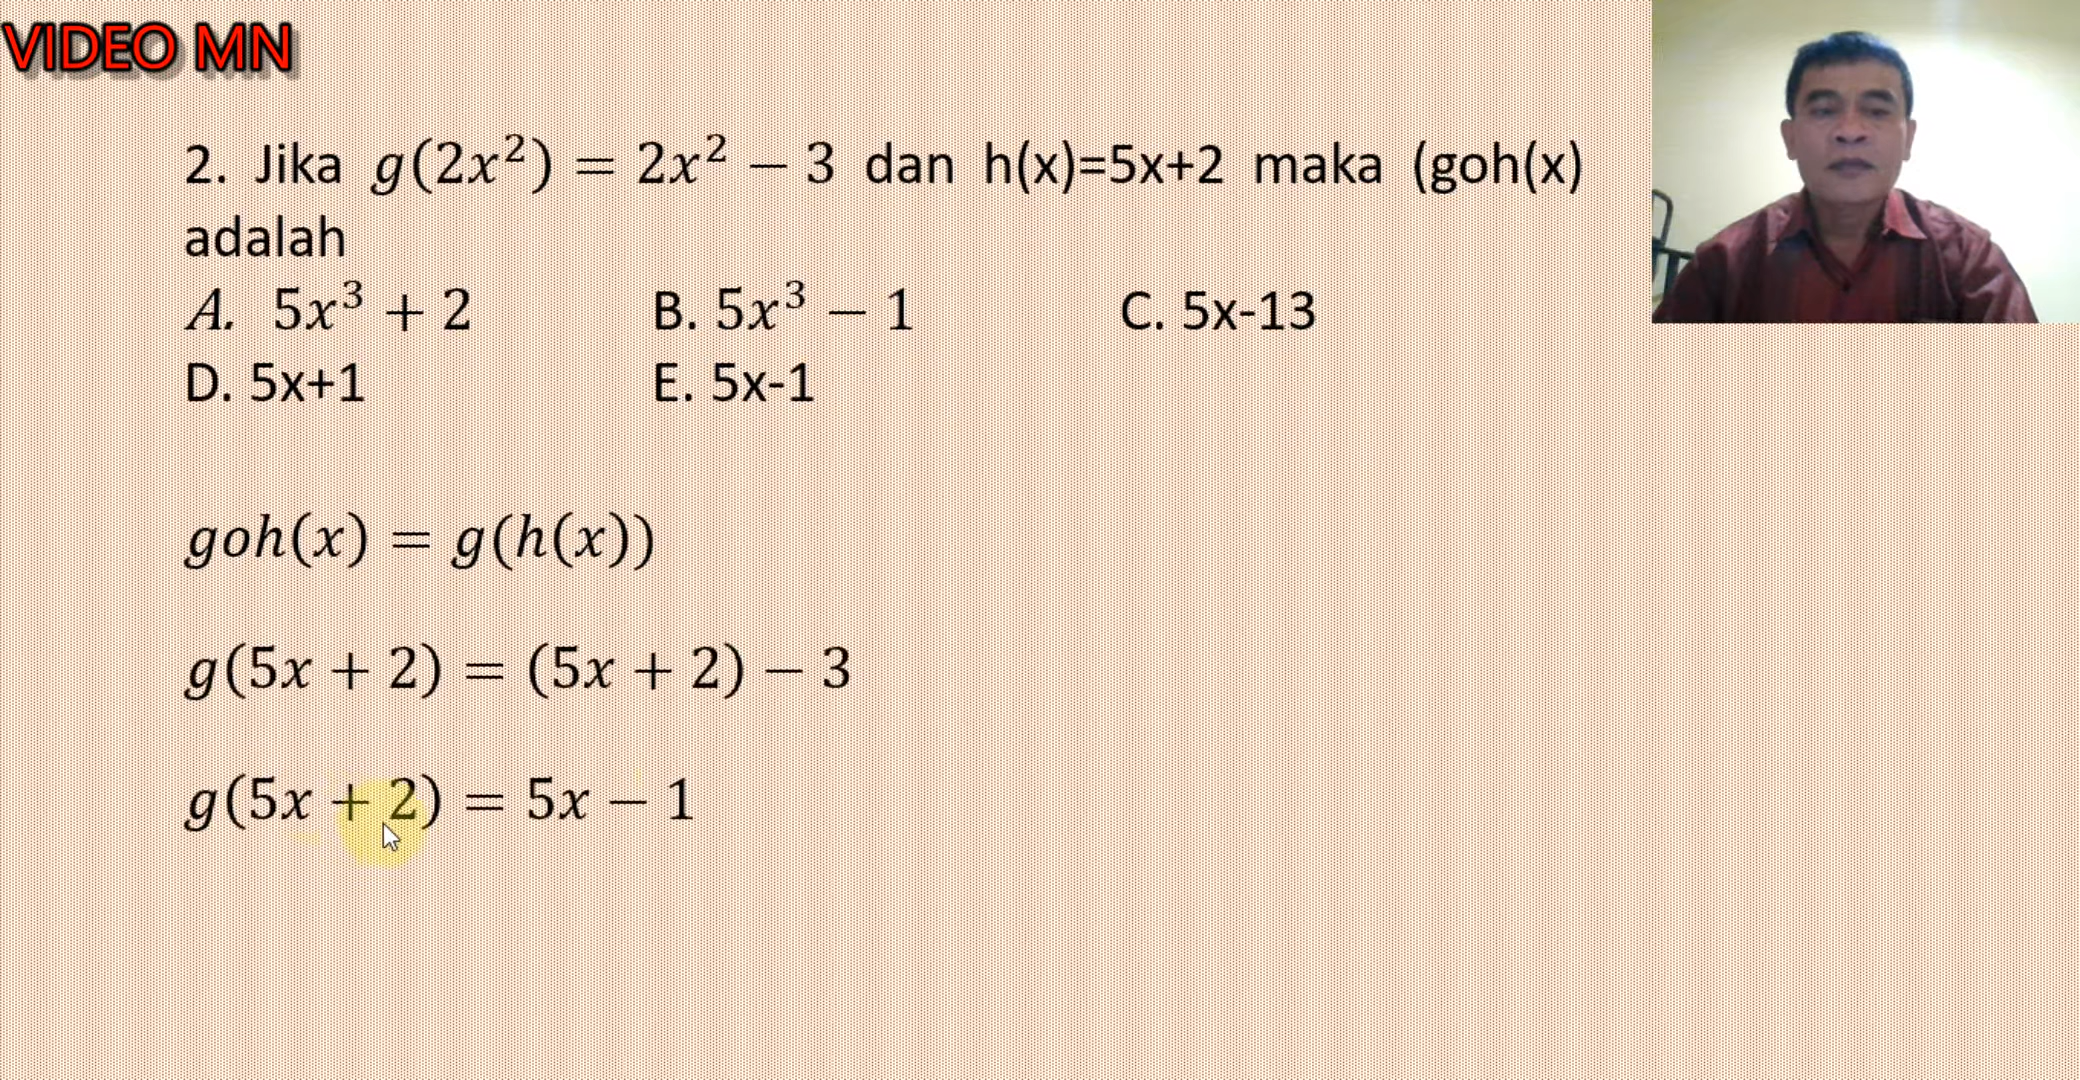 VIDEO MN
2. Jika g(2x²) = 2x² − 3 dan h(x)=5x+2 maka (goh(x)
adalah
A. 5x³ + 2 B. 5x³ − 1 C. 5x-13
D. 5x+1 E. 5x-1
goh(x) = g(h(x))
g(5x + 2) = (5x + 2) − 3
g(5x + 2) = 5x − 1